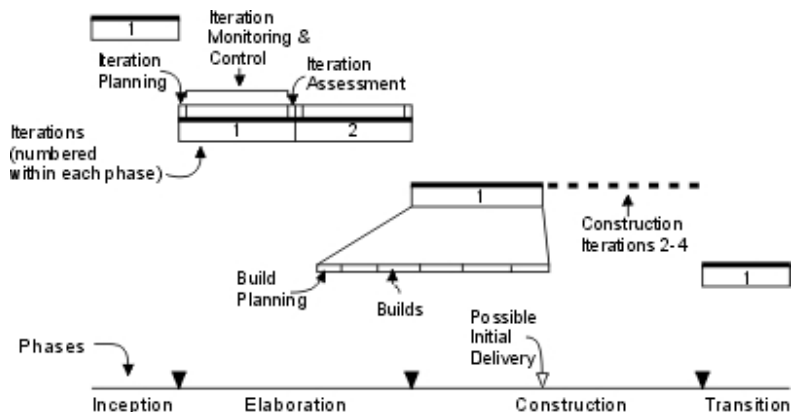 1
Iteration
Monitoring &
Control
Iteration
Planning
Iteration
Assessment
Iterations
(numbered
within each
phase)
1
2
1
Construction
Iterations 2-4
1
Build
Planning
Builds
Possible
Initial
Delivery
Phases
Inception
Elaboration
Construction
Transition